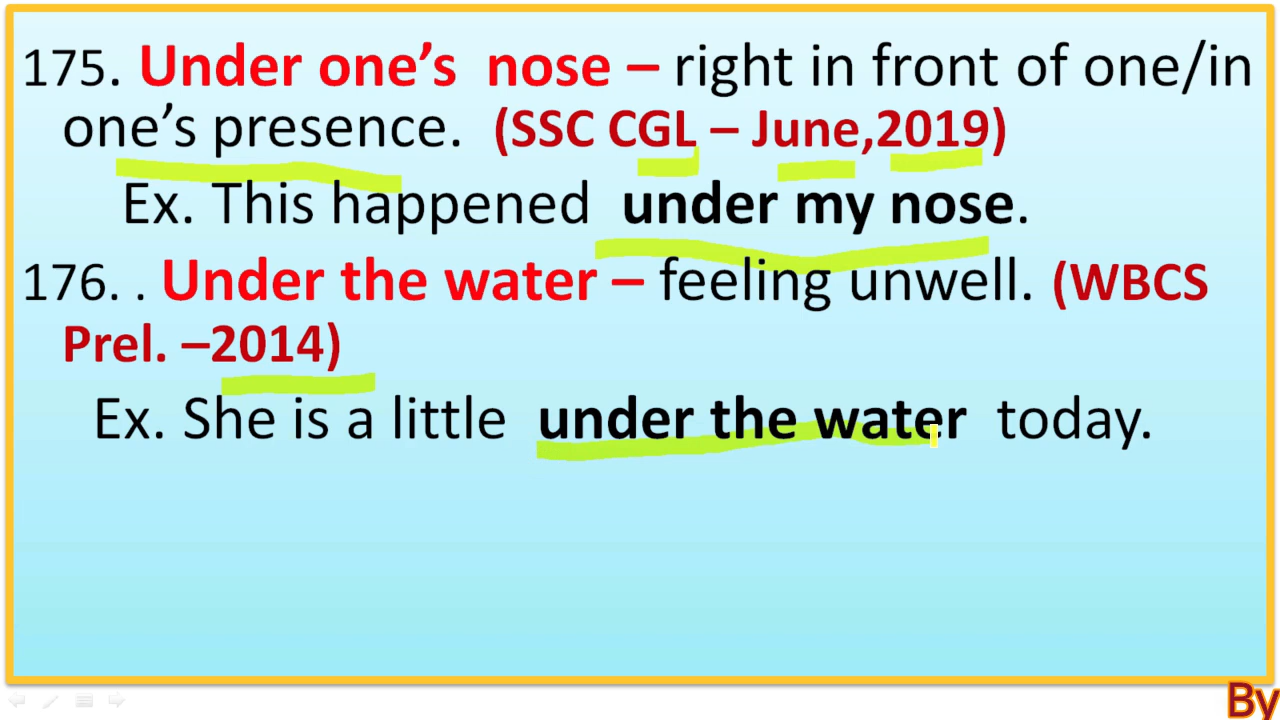 175. Under one’s nose – right in front of one/in
one’s presence. (SSC CGL – June,2019)
Ex. This happened under my nose.
176. . Under the water – feeling unwell. (WBCS
Prel. –2014)
Ex. She is a little under the water today.
By